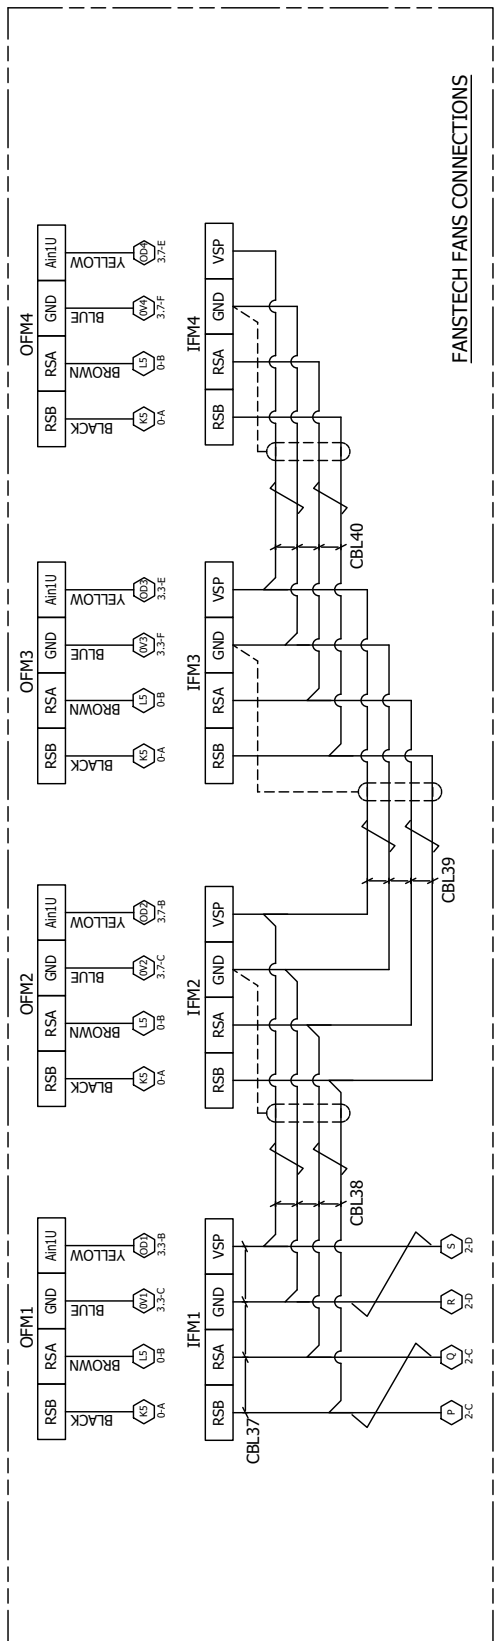 OFM1
RSB RSA GND Ain1U
BLACK BROWN BLUE YELLOW
K5 L5 0V1 OD1
0-A 0-B 3.3-C 3.3-B
OFM2
RSB RSA GND Ain1U
BLACK BROWN BLUE YELLOW
K5 L5 0V2 OD2
0-A 0-B 3.7-C 3.7-B
OFM3
RSB RSA GND Ain1U
BLACK BROWN BLUE YELLOW
K5 L5 0V3 OD3
0-A 0-B 3.3-F 3.3-E
OFM4
RSB RSA GND Ain1U
BLACK BROWN BLUE YELLOW
K5 L5 0V4 OD4
0-A 0-B 3.7-F 3.7-E
IFM1
RSB RSA GND VSP
CBL37
IFM2
RSB RSA GND VSP
CBL38
IFM3
RSB RSA GND VSP
CBL39
IFM4
RSB RSA GND VSP
CBL40
P Q R S
2-C 2-C 2-D 2-D
FANSTECH FANS CONNECTIONS